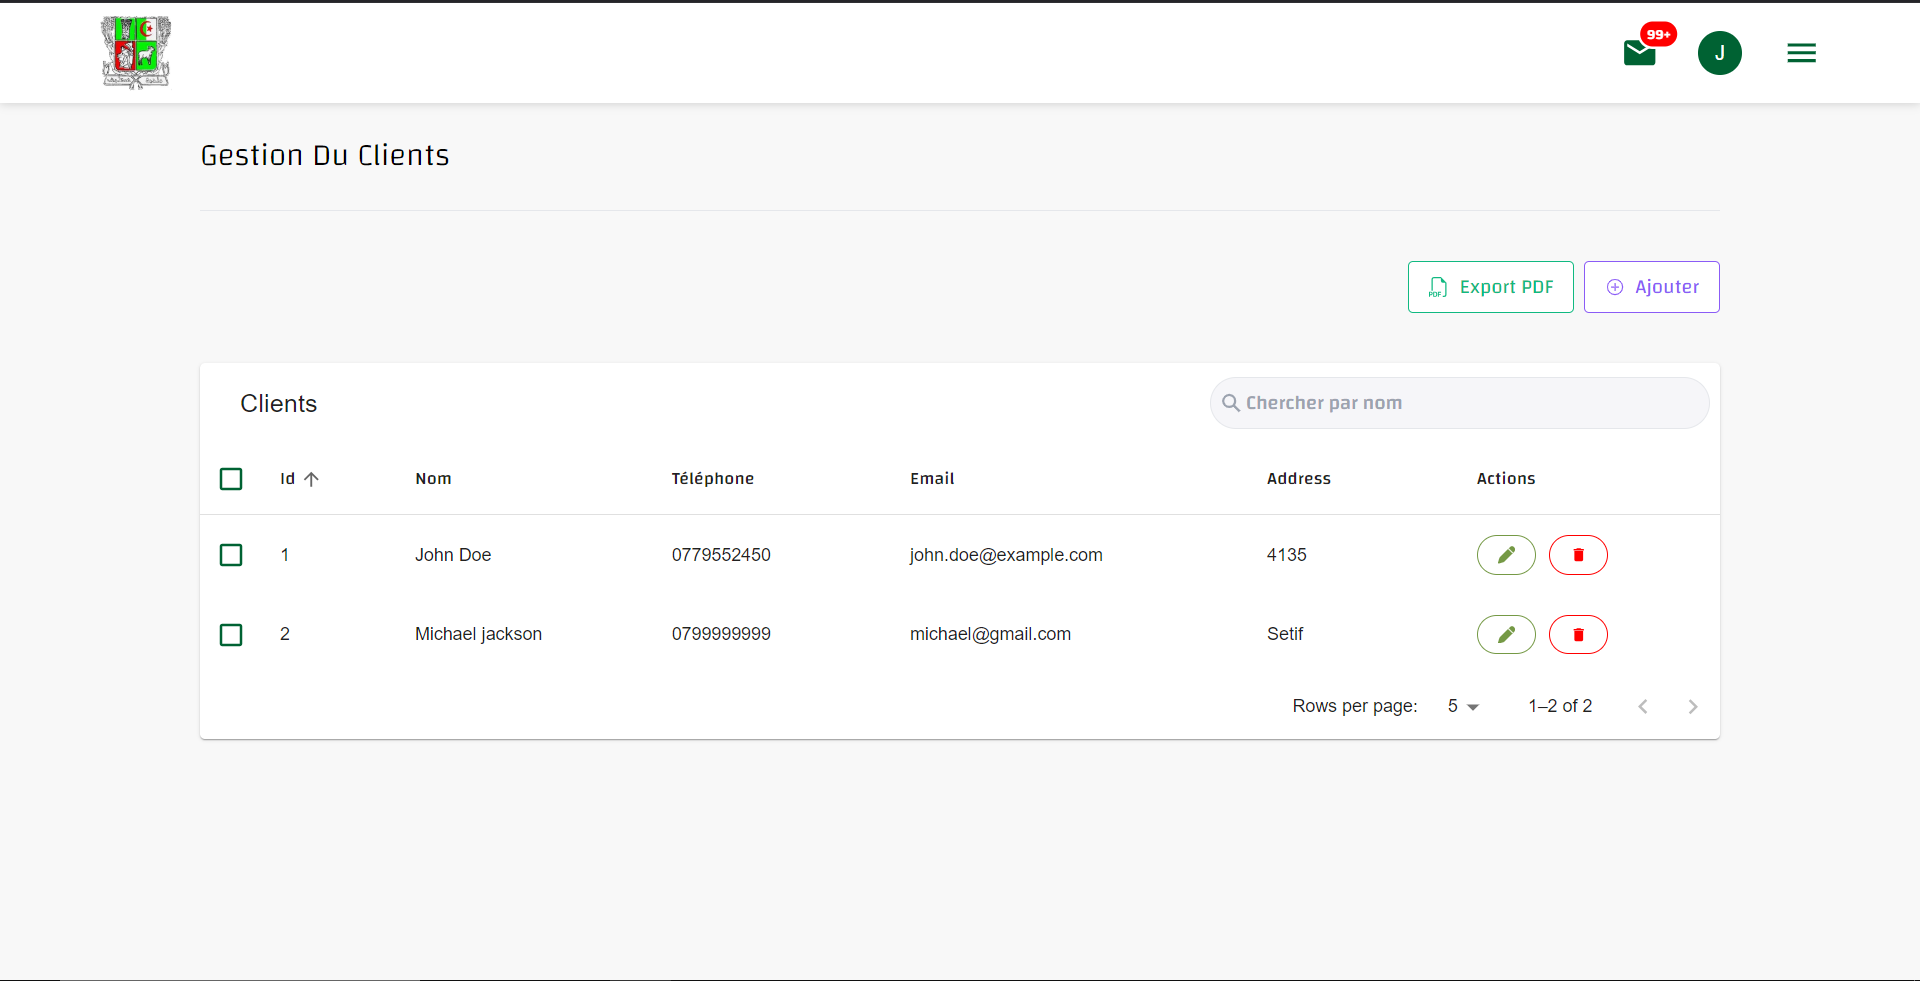 99+
J
Gestion Du Clients
PDF Export PDF
Ajouter
Clients
Chercher par nom
Id Nom Téléphone Email Address Actions
1 John Doe 0779552450 john.doe@example.com 4135
2 Michael jackson 0799999999 michael@gmail.com Setif
Rows per page: 5 1–2 of 2